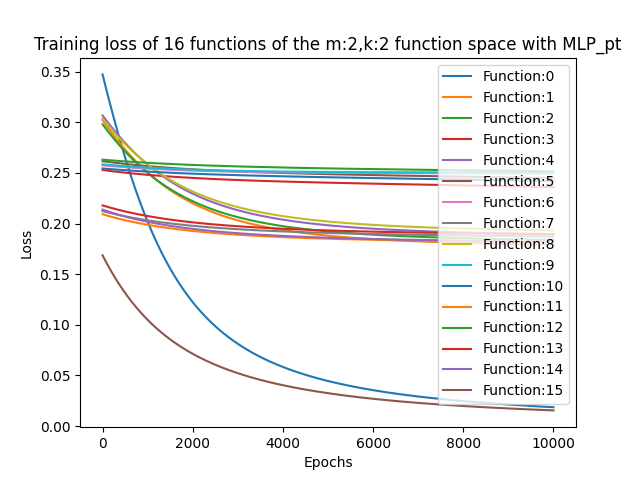 Training loss of 16 functions of the m:2,k:2 function space with MLP_pt
0.35
0.30
0.25
0.20
0.15
0.10
0.05
0.00
Loss
0
2000
4000
6000
8000
10000
Epochs
Function:0
Function:1
Function:2
Function:3
Function:4
Function:5
Function:6
Function:7
Function:8
Function:9
Function:10
Function:11
Function:12
Function:13
Function:14
Function:15